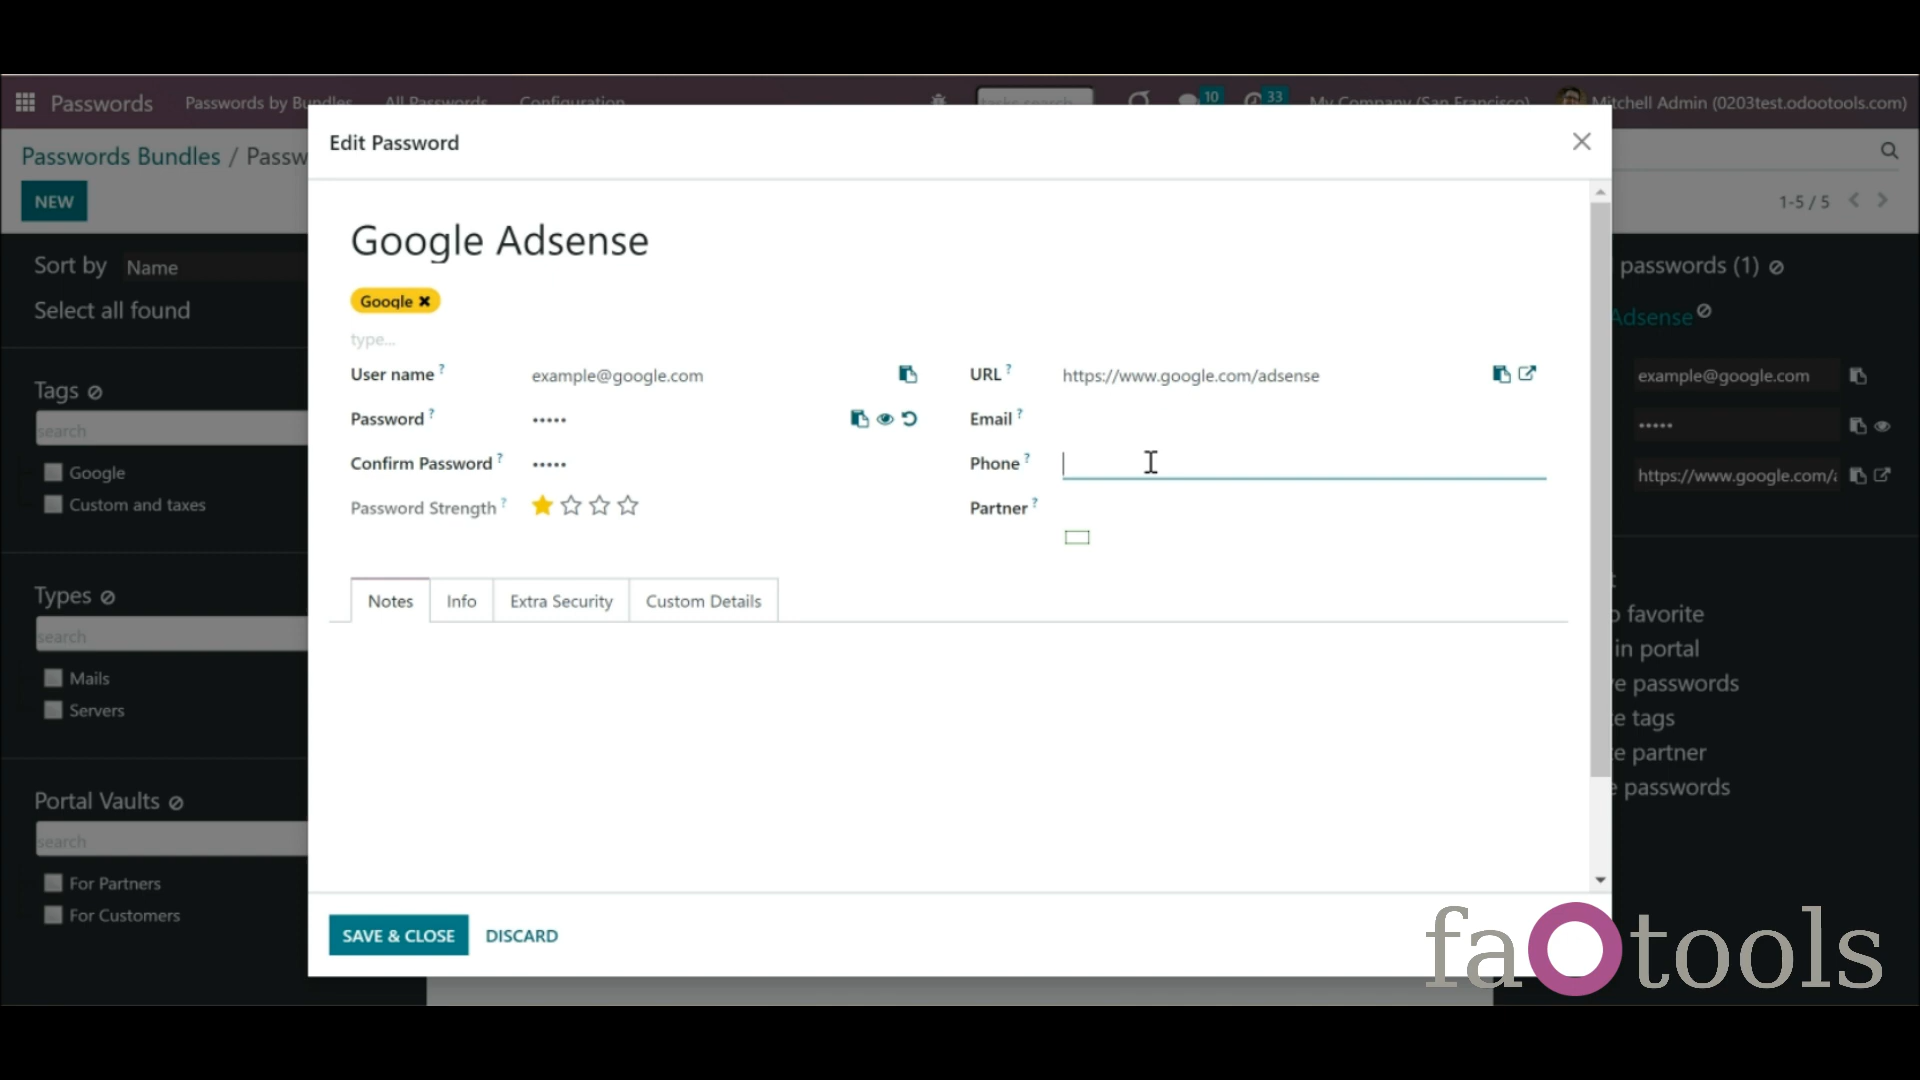 Passwords Passwords by Bundles All Passwords Configuration 10 33 My Company (San Francisco) Mitchell Admin (0203test.odootools.com)
Edit Password
Passwords Bundles / Passw
NEW
1-5 / 5
Google Adsense
Sort by Name
passwords (1)
Select all found
Google
Adsense
type...
User name ? example@google.com
URL ? https://www.google.com/adsense
example@google.com
Tags
search
Password ? •••••
Email ?
•••••
Confirm Password ? •••••
Phone ?
https://www.google.com/
Google
Custom and taxes
Password Strength ?
Partner ?
Types
search
Notes Info Extra Security Custom Details
favorite
in portal
Mails
passwords
Servers
tags
partner
passwords
Portal Vaults
search
For Partners
For Customers
SAVE & CLOSE DISCARD
faOtools